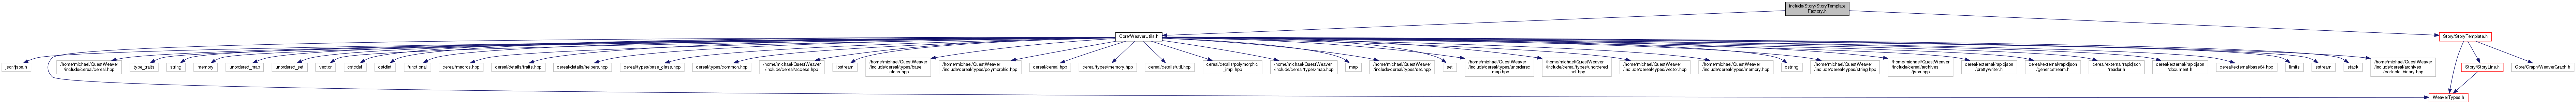 include/Story/StoryTemplate
Factory.h
Core/WeaverUtils.h
Story/StoryTemplate.h
json/json.h
/home/michael/QuestWeaver
/include/cereal/cereal.hpp
type_traits
string
memory
unordered_map
unordered_set
vector
cstddef
cstdint
functional
cereal/macros.hpp
cereal/details/traits.hpp
cereal/details/helpers.hpp
cereal/types/base_class.hpp
cereal/types/common.hpp
/home/michael/QuestWeaver
/include/cereal/access.hpp
iostream
/home/michael/QuestWeaver
/include/cereal/types/base
_class.hpp
/home/michael/QuestWeaver
/include/cereal/types/polymorphic.hpp
cereal/cereal.hpp
cereal/types/memory.hpp
cereal/details/util.hpp
cereal/details/polymorphic
_impl.hpp
/home/michael/QuestWeaver
/include/cereal/types/map.hpp
map
/home/michael/QuestWeaver
/include/cereal/types/set.hpp
set
/home/michael/QuestWeaver
/include/cereal/types/unordered
_map.hpp
/home/michael/QuestWeaver
/include/cereal/types/unordered
_set.hpp
/home/michael/QuestWeaver
/include/cereal/types/vector.hpp
/home/michael/QuestWeaver
/include/cereal/types/memory.hpp
cstring
/home/michael/QuestWeaver
/include/cereal/types/string.hpp
/home/michael/QuestWeaver
/include/cereal/archives
/json.hpp
cereal/external/rapidjson
/prettywriter.h
cereal/external/rapidjson
/genericstream.h
cereal/external/rapidjson
/reader.h
cereal/external/rapidjson
/document.h
cereal/external/base64.hpp
limits
sstream
stack
/home/michael/QuestWeaver
/include/cereal/archives
/portable_binary.hpp
Story/StoryLine.h
Core/Graph/WeaverGraph.h
WeaverTypes.h